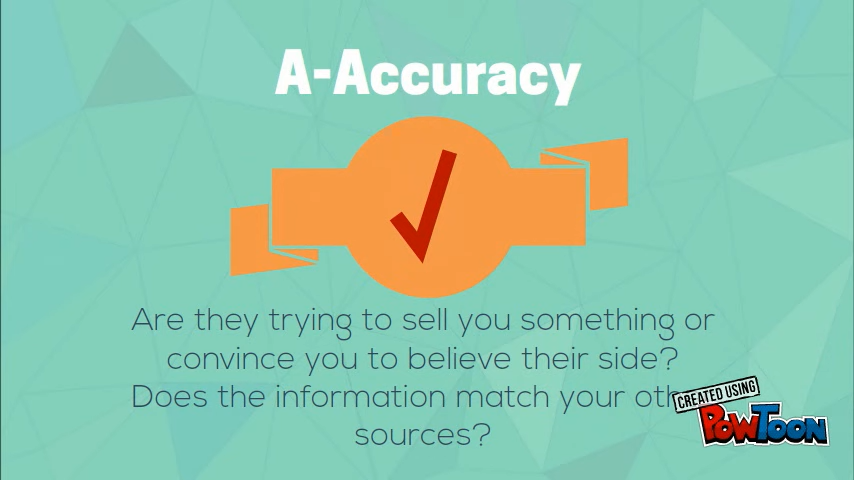 A-Accuracy
Are they trying to sell you something or
convince you to believe their side?
Does the information match your
sources?
CREATED USING
POWTOON